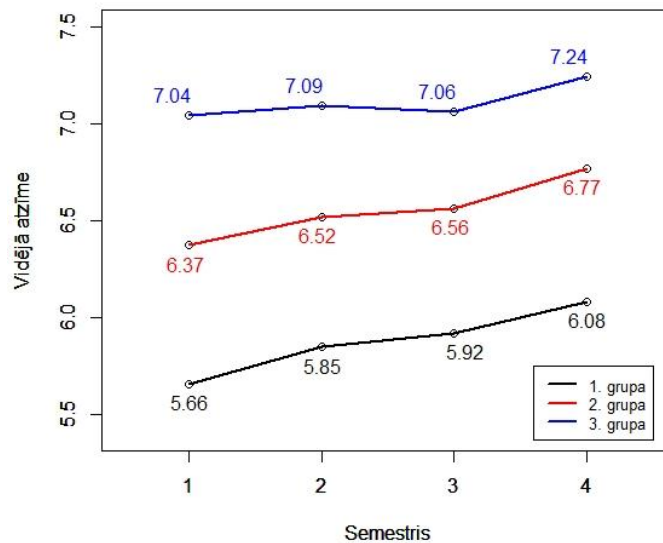 7.5
7.24
7.04
7.09
7.06
7.0
6.77
6.5
6.37
6.52
6.56
6.0
6.08
5.85
5.92
5.66
5.5
Vidējā atzīme
1. grupa
2. grupa
3. grupa
1 2 3 4
Semestris